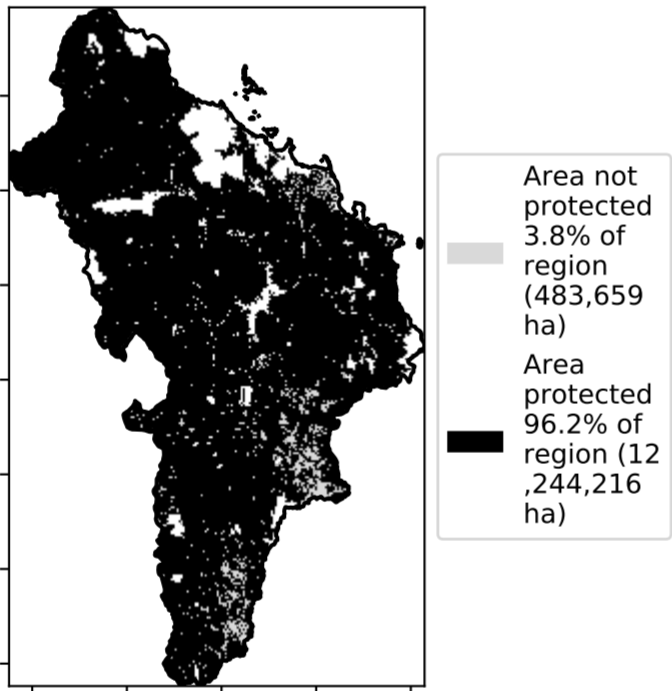 Area not
protected
3.8% of
region
(483,659
ha)
Area
protected
96.2% of
region (12
,244,216
ha)